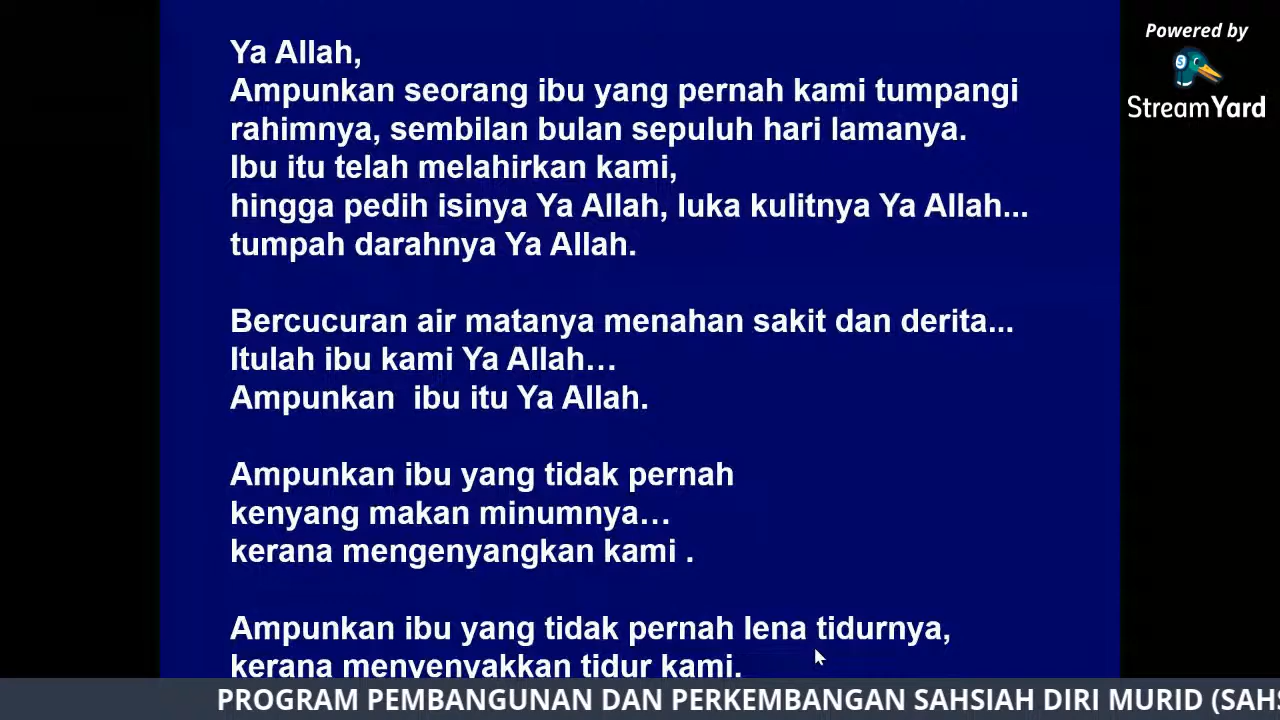 Powered by
StreamYard
Ya Allah,
Ampunkan seorang ibu yang pernah kami tumpangi
rahimnya, sembilan bulan sepuluh hari lamanya.
Ibu itu telah melahirkan kami,
hingga pedih isinya Ya Allah, luka kulitnya Ya Allah...
tumpah darahnya Ya Allah.
Bercucuran air matanya menahan sakit dan derita...
Itulah ibu kami Ya Allah…
Ampunkan  ibu itu Ya Allah.
Ampunkan ibu yang tidak pernah
kenyang makan minumnya…
kerana mengenyangkan kami .
Ampunkan ibu yang tidak pernah lena tidurnya,
kerana menyenyakkan tidur kami.
PROGRAM PEMBANGUNAN DAN PERKEMBANGAN SAHSIAH DIRI MURID (SAHS